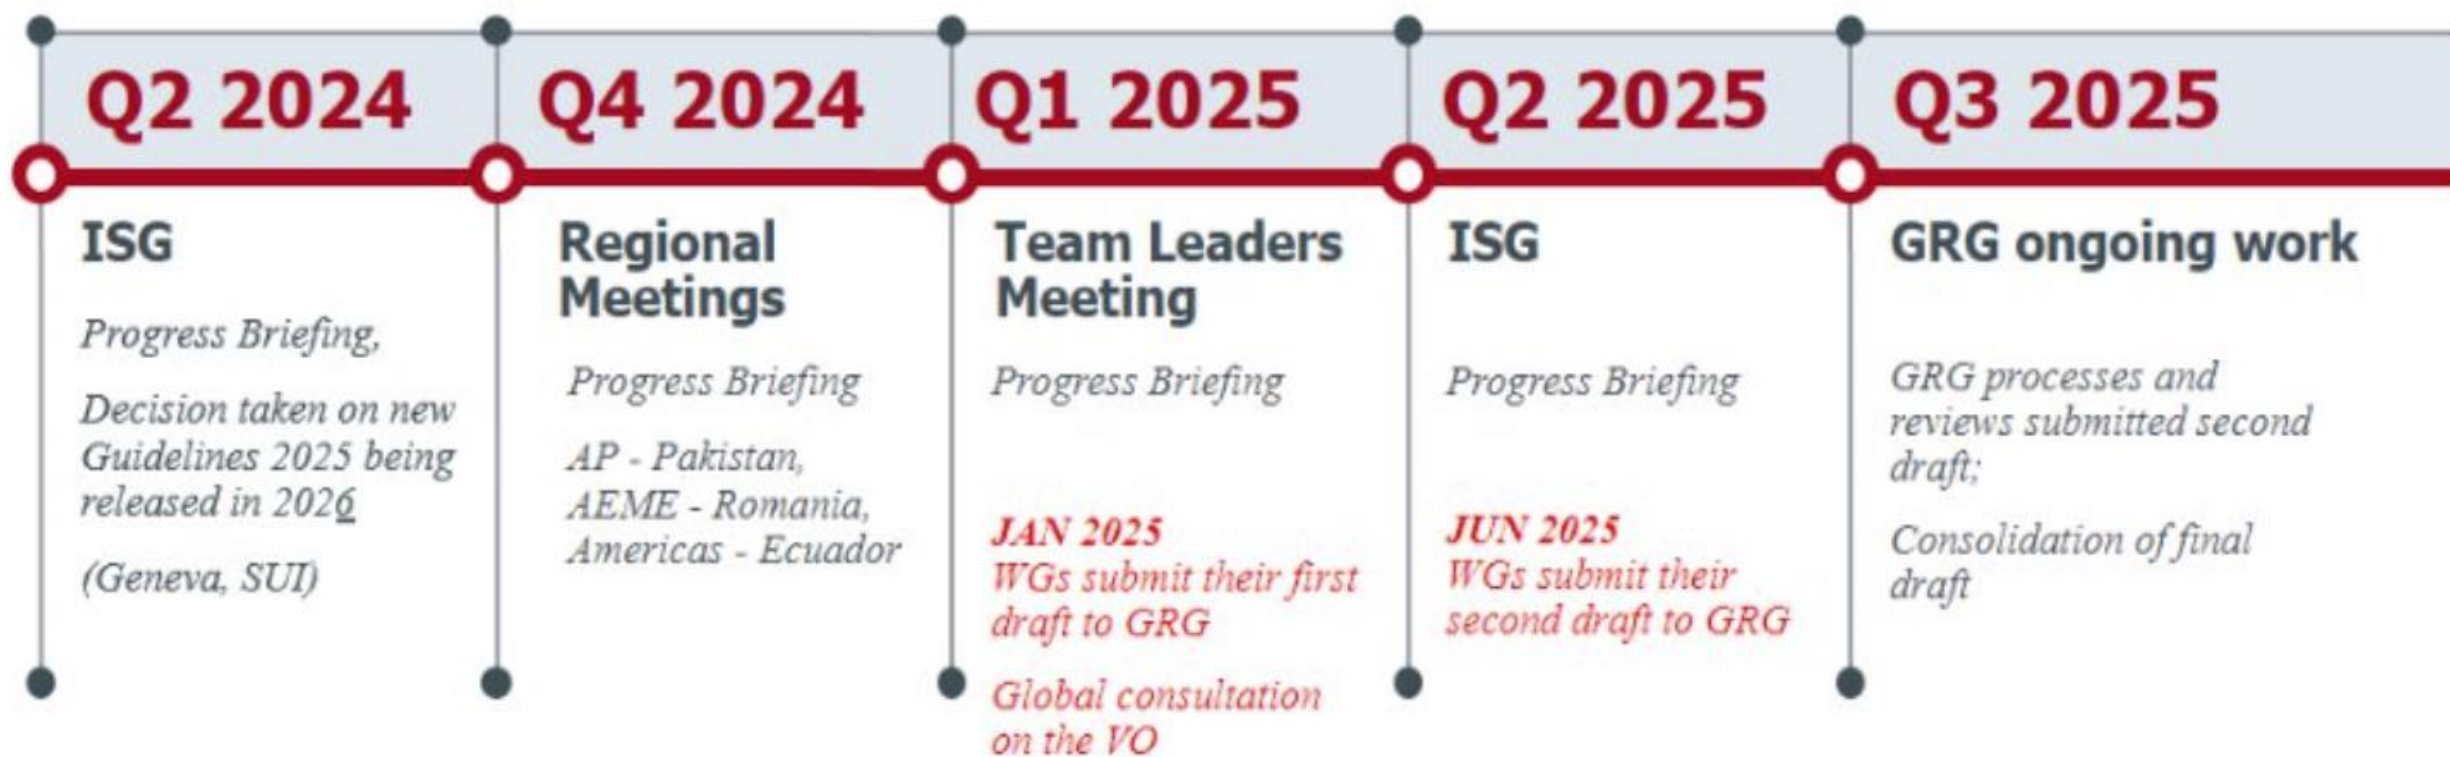 Q2 2024
ISG
Progress Briefing,
Decision taken on new
Guidelines 2025 being
released in 2026
(Geneva, SUI)
Q4 2024
Regional
Meetings
Progress Briefing
AP - Pakistan,
AEME - Romania,
Americas - Ecuador
Q1 2025
Team Leaders
Meeting
Progress Briefing
JAN 2025
WGs submit their first
draft to GRG
Global consultation
on the VO
Q2 2025
ISG
Progress Briefing
JUN 2025
WGs submit their
second draft to GRG
Q3 2025
GRG ongoing work
GRG processes and
reviews submitted second
draft;
Consolidation of final
draft